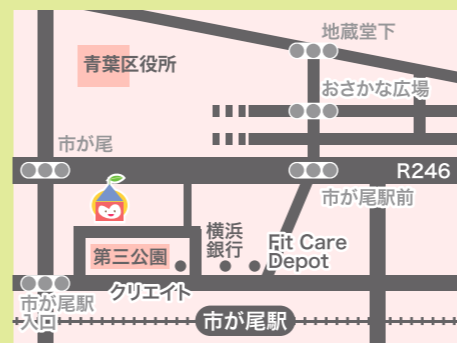 地蔵堂下
青葉区役所
おさかな広場
市が尾
R246
市が尾駅前
横浜
銀行
Fit Care
Depot
第三公園
クリエイト
市が尾駅
入口
市が尾駅